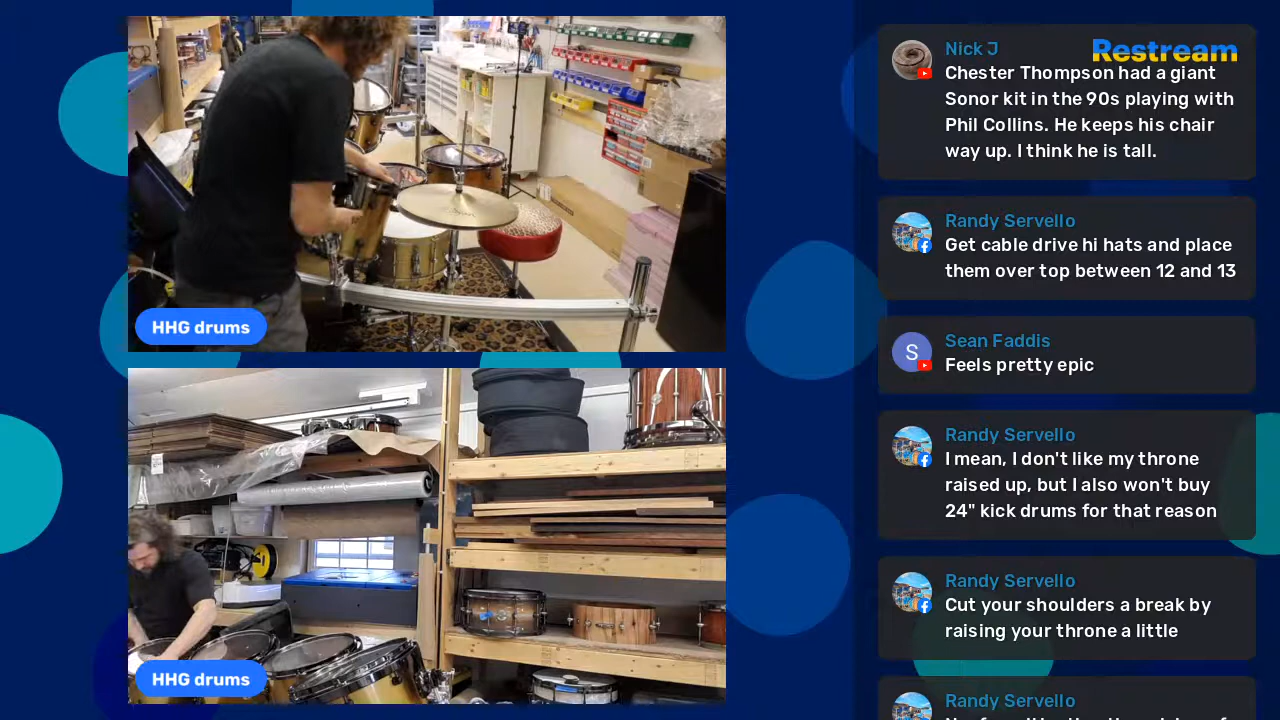 HHG drums
HHG drums
Restream
Nick J
Chester Thompson had a giant
Sonor kit in the 90s playing with
Phil Collins. He keeps his chair
way up. I think he is tall.
Randy Servello
Get cable drive hi hats and place
them over top between 12 and 13
S
Sean Faddis
Feels pretty epic
Randy Servello
I mean, I don't like my throne
raised up, but I also won't buy
24" kick drums for that reason
Randy Servello
Cut your shoulders a break by
raising your throne a little
Randy Servello